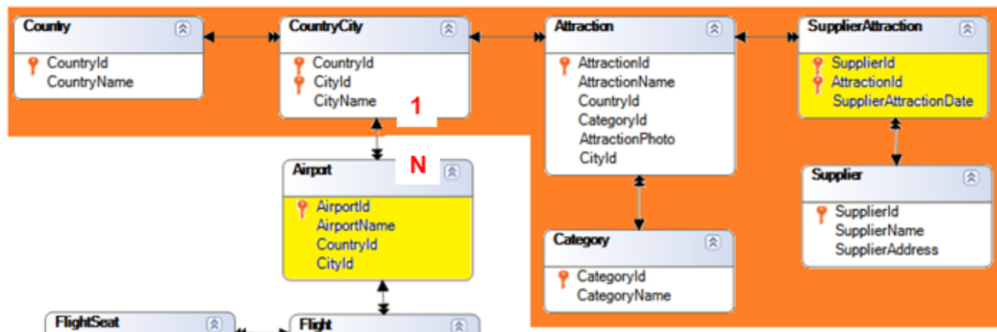 Country
CountryId
CountryName
CountryCity
CountryId
CityId
CityName
1
Attraction
AttractionId
AttractionName
CountryId
CategoryId
AttractionPhoto
CityId
SupplierAttraction
SupplierId
AttractionId
SupplierAttractionDate
N
Airport
AirportId
AirportName
CountryId
CityId
Category
CategoryId
CategoryName
Supplier
SupplierId
SupplierName
SupplierAddress
FlightSeat
Flight